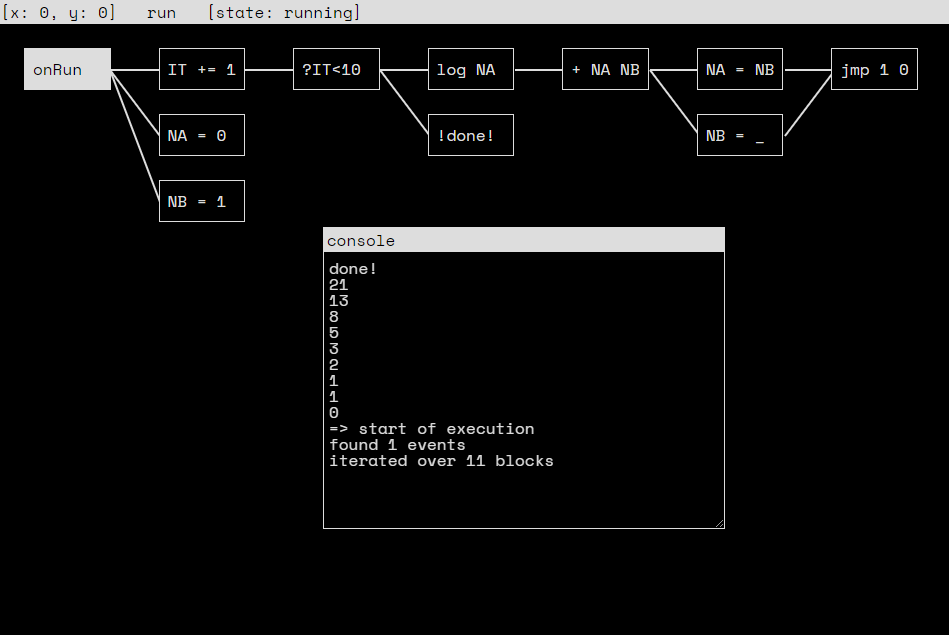 [x: 0, y: 0] run [state: running]
onRun
IT += 1
?IT<10
log NA
+ NA NB
NA = NB
jmp 1 0
NA = 0
!done!
NB = _
NB = 1
console
done!
21
13
8
5
3
2
1
1
0
=> start of execution
found 1 events
iterated over 11 blocks